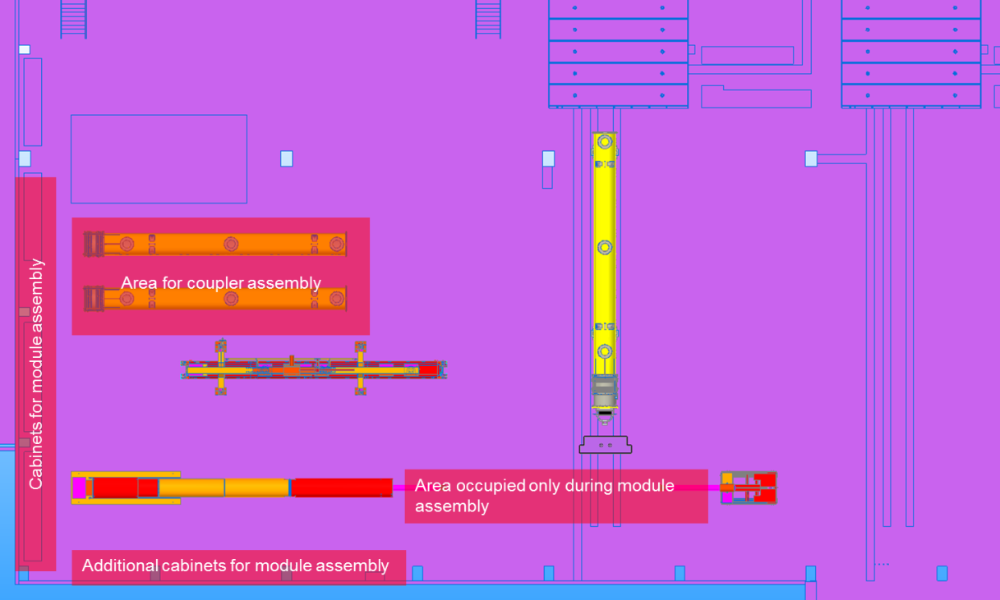 Area for coupler assembly
Cabinets for module assembly
Area occupied only during module
assembly
Additional cabinets for module assembly